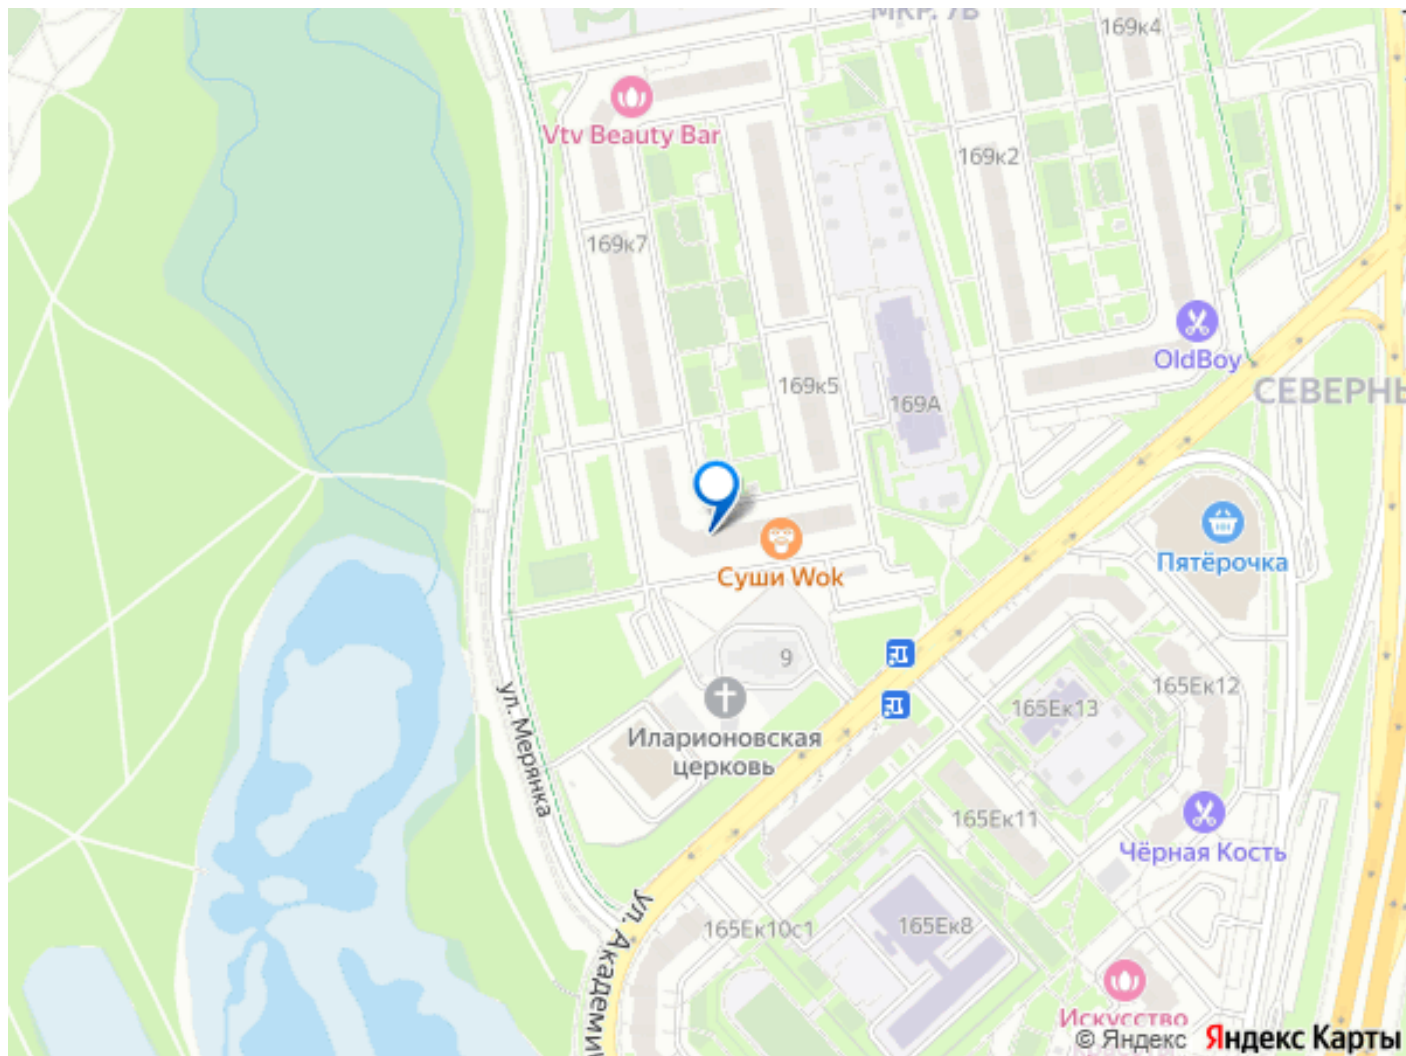 мкр. 7В
169к4
Vtv Beauty Bar
169к2
169к7
OldBoy
169к5
169А
СЕВЕРНЫ
Пятёрочка
Суши Wok
9
165Ек12
165Ек13
ул. Мерянка
Иларионовская
церковь
165Ек11
Чёрная Кость
165Ек10с1
165Ек8
ул. Академи
Искусство
© Яндекс Яндекс Карты